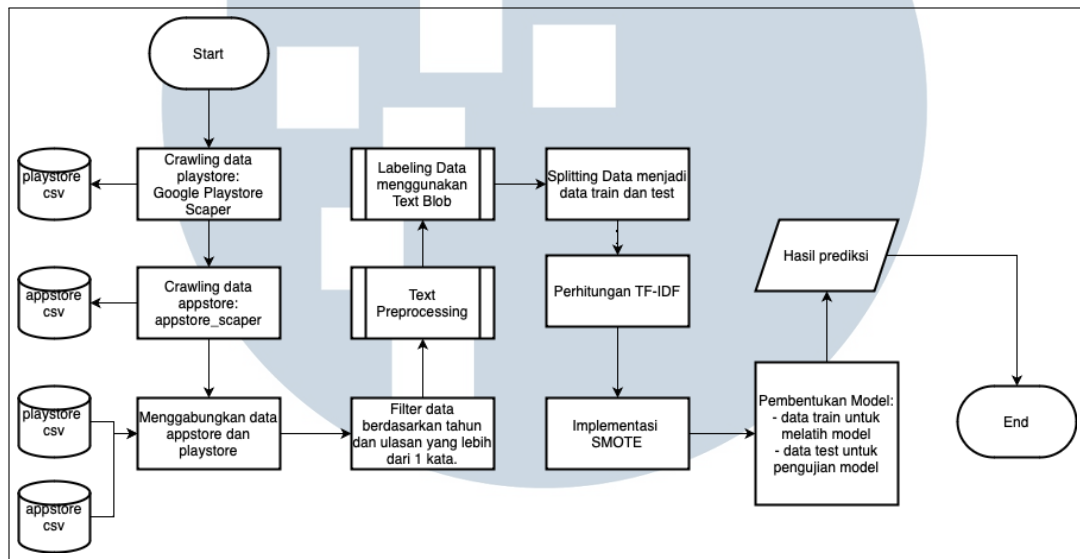 Start
playstore
csv
Crawling data
playstore:
Google Playstore
Scaper
appstore
csv
Crawling data
appstore:
appstore_scaper
playstore
csv
appstore
csv
Menggabungkan data
appstore dan
playstore
Filter data
berdasarkan tahun
dan ulasan yang lebih
dari 1 kata.
Text
Preprocessing
Labeling Data
menggunakan
Text Blob
Splitting Data menjadi
data train dan test
Perhitungan TF-IDF
Implementasi
SMOTE
Pembentukan Model:
- data train untuk
melatih model
- data test untuk
pengujian model
Hasil prediksi
End